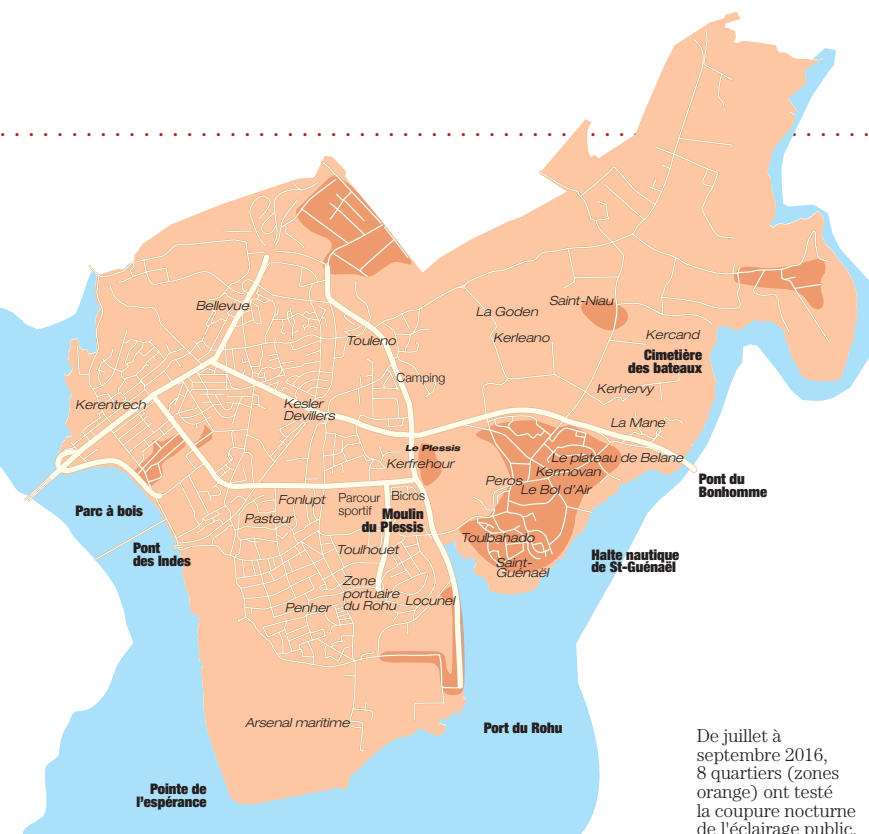 Bellevue
La Goden
Saint-Niau
Touleno
Kerleano
Kercand
Cimetière
des bateaux
Camping
Kerhervy
Kerentrech
Kesler
Devillers
La Mane
Le Plessis
Kerfrehour
Le plateau de Belane
Kermovan
Peros
Le Bol d'Air
Pont du
Bonhomme
Parc à bois
Fonlupt
Parcour
sportif
Bicros
Moulin
du Plessis
Pasteur
Pont
des Indes
Toulhouet
Toulbahado
Saint-
Guénaël
Halte nautique
de St-Guénaël
Zone
portuaire
du Rohu
Penher
Locunel
Arsenal maritime
Port du Rohu
Pointe de
l'espérance
De juillet à
septembre 2016,
8 quartiers (zones
orange) ont testé
la coupure nocturne
de l'éclairage public.